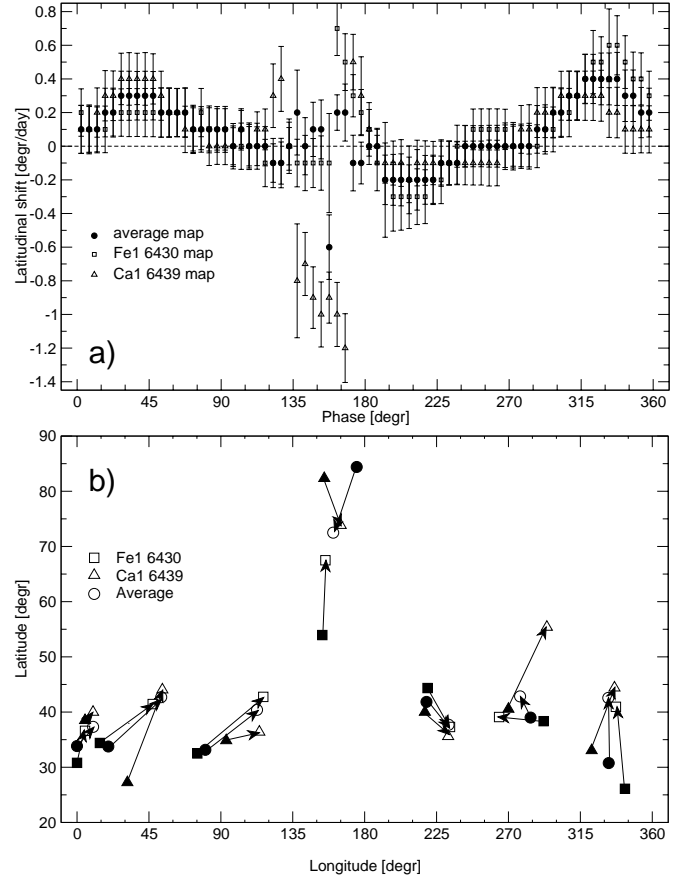 0.8
0.6
0.4
0.2
0
-0.2
-0.4
-0.6
-0.8
-1
-1.2
-1.4
Latitudinal shift [degr/day]
average map
Fe1 6430 map
Ca1 6439 map
a)
0 45 90 135 180 225 270 315 360
Phase [degr]
90
80
70
60
50
40
30
20
Latitude [degr]
b)
Fe1 6430
Ca1 6439
Average
0 45 90 135 180 225 270 315 360
Longitude [degr]